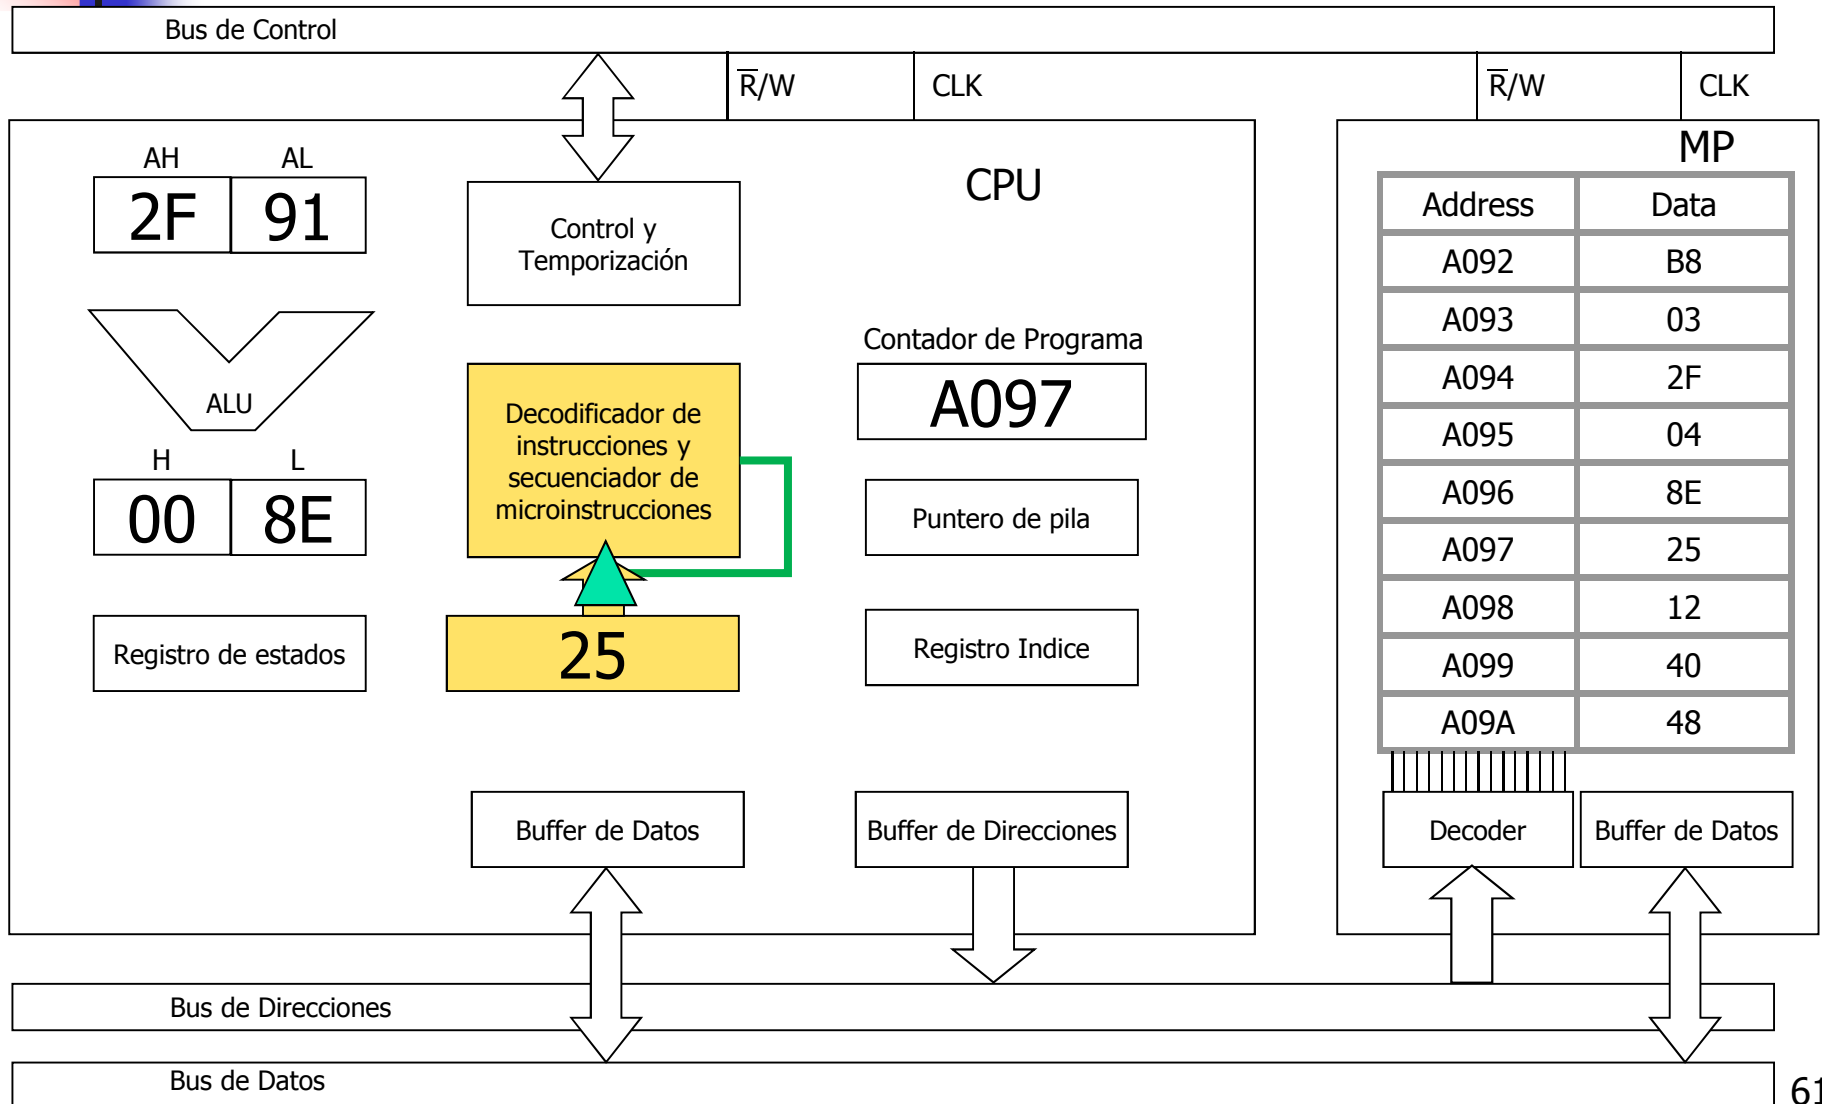 Bus de Control
R/W
CLK
R/W
CLK
AH
AL
2F
91
Control y
Temporización
CPU
ALU
H
L
00
8E
Registro de estados
Decodificador de
instrucciones y
secuenciador de
microinstrucciones
25
Contador de Programa
A097
Puntero de pila
Registro Indice
Buffer de Datos
Buffer de Direcciones
MP
Address Data
A092 B8
A093 03
A094 2F
A095 04
A096 8E
A097 25
A098 12
A099 40
A09A 48
Decoder
Buffer de Datos
Bus de Direcciones
Bus de Datos
61